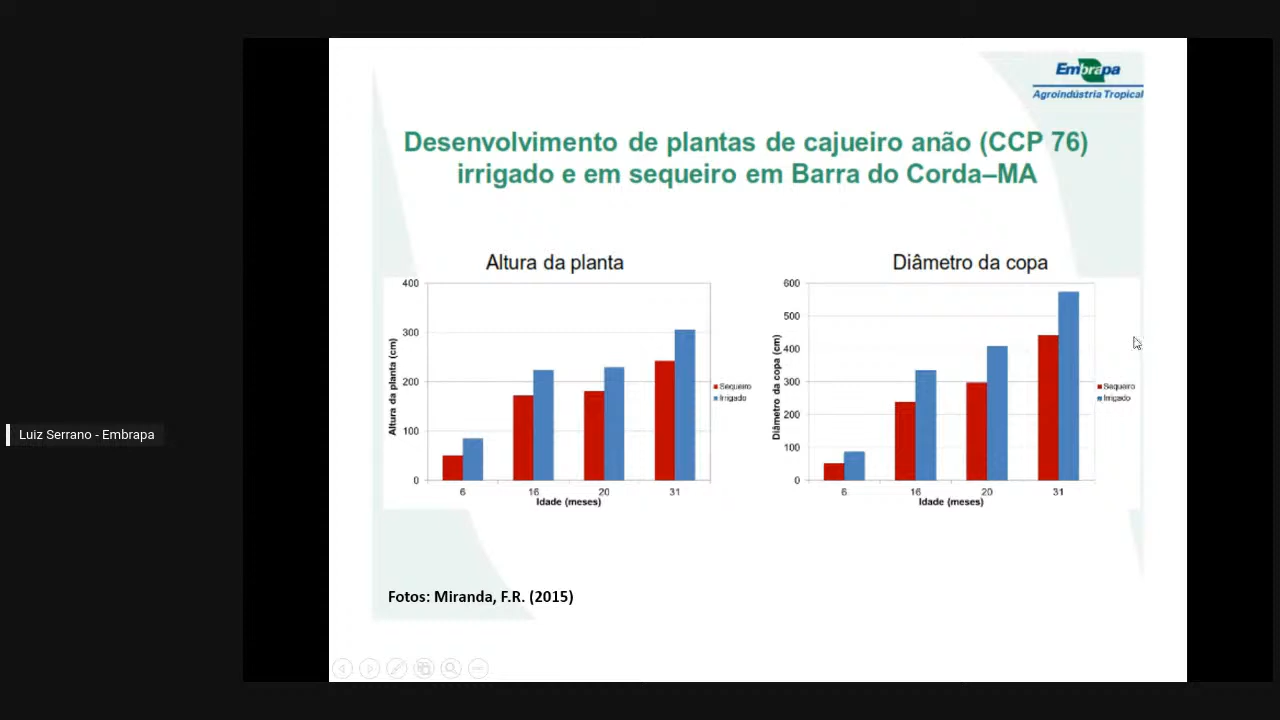 Embrapa
Agroindústria Tropical
Desenvolvimento de plantas de cajueiro anão (CCP 76)
irrigado e em sequeiro em Barra do Corda–MA
Altura da planta
400
300
200
100
0
Altura da planta (cm)
6 16 20 31
Idade (meses)
Sequeiro
Irrigado
Diâmetro da copa
600
500
400
300
200
100
0
Diâmetro da copa (cm)
6 16 20 31
Idade (meses)
Sequeiro
Irrigado
Luiz Serrano - Embrapa
Fotos: Miranda, F.R. (2015)